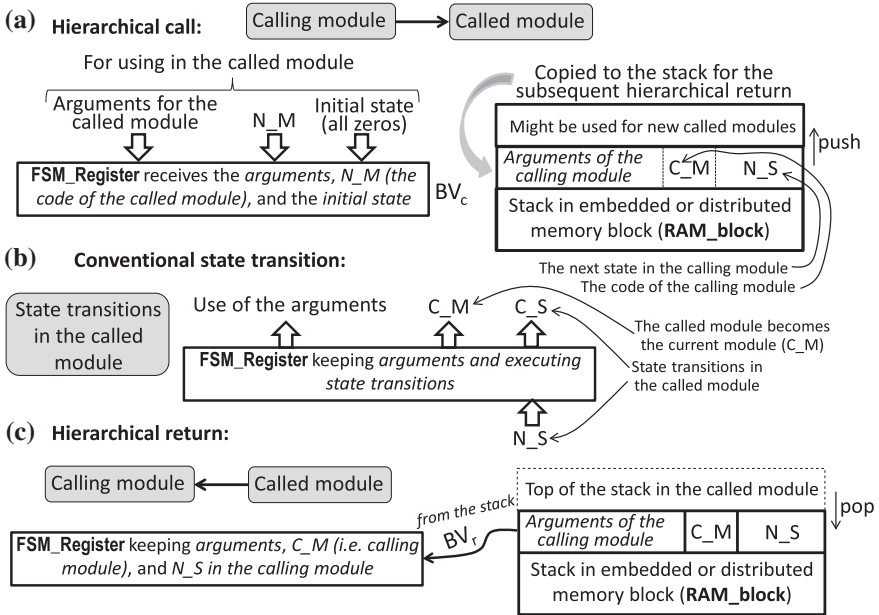 (a) Hierarchical call:
Calling module
Called module
For using in the called module
Arguments for the
called module
N_M
Initial state
(all zeros)
FSM_Register receives the arguments, N_M (the
code of the called module), and the initial state
BVc
Copied to the stack for the
subsequent hierarchical return
Might be used for new called modules
push
Arguments of the
calling module
C_M
N_S
Stack in embedded or distributed
memory block (RAM_block)
The next state in the calling module
The code of the calling module
(b) Conventional state transition:
State transitions
in the called
module
Use of the arguments
C_M
C_S
FSM_Register keeping arguments and executing
state transitions
N_S
The called module becomes
the current module (C_M)
State transitions in
the called module
(c) Hierarchical return:
Calling module
Called module
FSM_Register keeping arguments, C_M (i.e. calling
module), and N_S in the calling module
from the stack
BVr
Top of the stack in the called module
pop
Arguments of the
calling module
C_M
N_S
Stack in embedded or distributed
memory block (RAM_block)